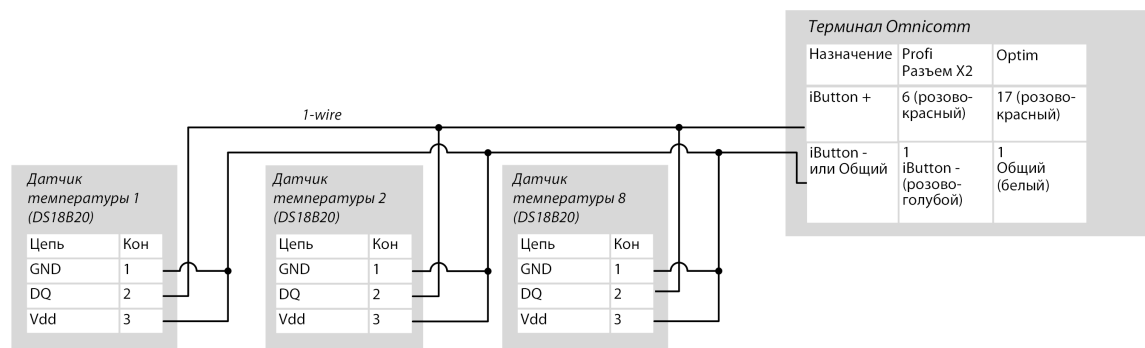 Терминал Omnicomm
Назначение
Profi
Разъем X2
Optim
iButton +
6 (розово-
красный)
17 (розово-
красный)
iButton -
или Общий
1
iButton -
(розово-
голубой)
1
Общий
(белый)
1-wire
Датчик
температуры 1
(DS18B20)
Цепь Кон
GND 1
DQ 2
Vdd 3
Датчик
температуры 2
(DS18B20)
Цепь Кон
GND 1
DQ 2
Vdd 3
Датчик
температуры 8
(DS18B20)
Цепь Кон
GND 1
DQ 2
Vdd 3